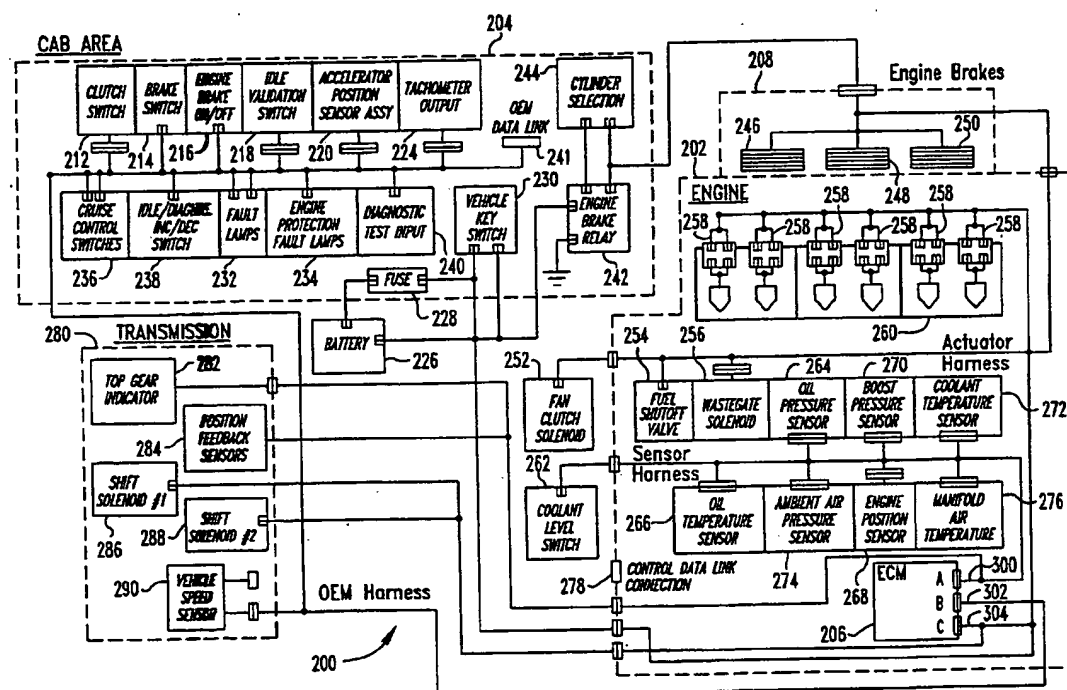 CAB AREA
204
CLUTCH SWITCH
BRAKE SWITCH
ENGINE BRAKE ON/OFF
IDLE VALIDATION SWITCH
ACCELERATOR POSITION SENSOR ASSY
TACHOMETER OUTPUT
OEM DATA LINK
244
CYLINDER SELECTION
208
Engine Brakes
212
214
216
218
220
224
241
246
248
250
202
ENGINE
CRUISE CONTROL SWITCHES
IDLE/DIAGNS. INC/DEC SWITCH
FAULT LAMPS
ENGINE PROTECTION FAULT LAMPS
DIAGNOSTIC TEST BIPUT
230
VEHICLE KEY SWITCH
ENGINE BRAKE RELAY
258
258
258
258
258
258
236
238
232
234
240
242
FUSE
228
260
280
TRANSMISSION
BATTERY
226
252
254
256
264
270
Actuator Harness
282
TOP GEAR INDICATOR
FAN CLUTCH SOLENOID
FUEL SHUTOFF VALVE
WASTEGATE SOLENOID
OIL PRESSURE SENSOR
BOOST PRESSURE SENSOR
COOLANT TEMPERATURE SENSOR
272
284
POSITION FEEDBACK SENSORS
262
Sensor Harness
SHIFT SOLENOID #1
286
288
SHIFT SOLENOID #2
COOLANT LEVEL SWITCH
266
OIL TEMPERATURE SENSOR
AMBIENT AIR PRESSURE SENSOR
ENGINE POSITION SENSOR
MANIFOLD AIR TEMPERATURE
276
278
CONTROL DATA LINK CONNECTION
274
268
290
VEHICLE SPEED SENSOR
OEM Harness
200
ECM
A
300
B
302
C
304
206